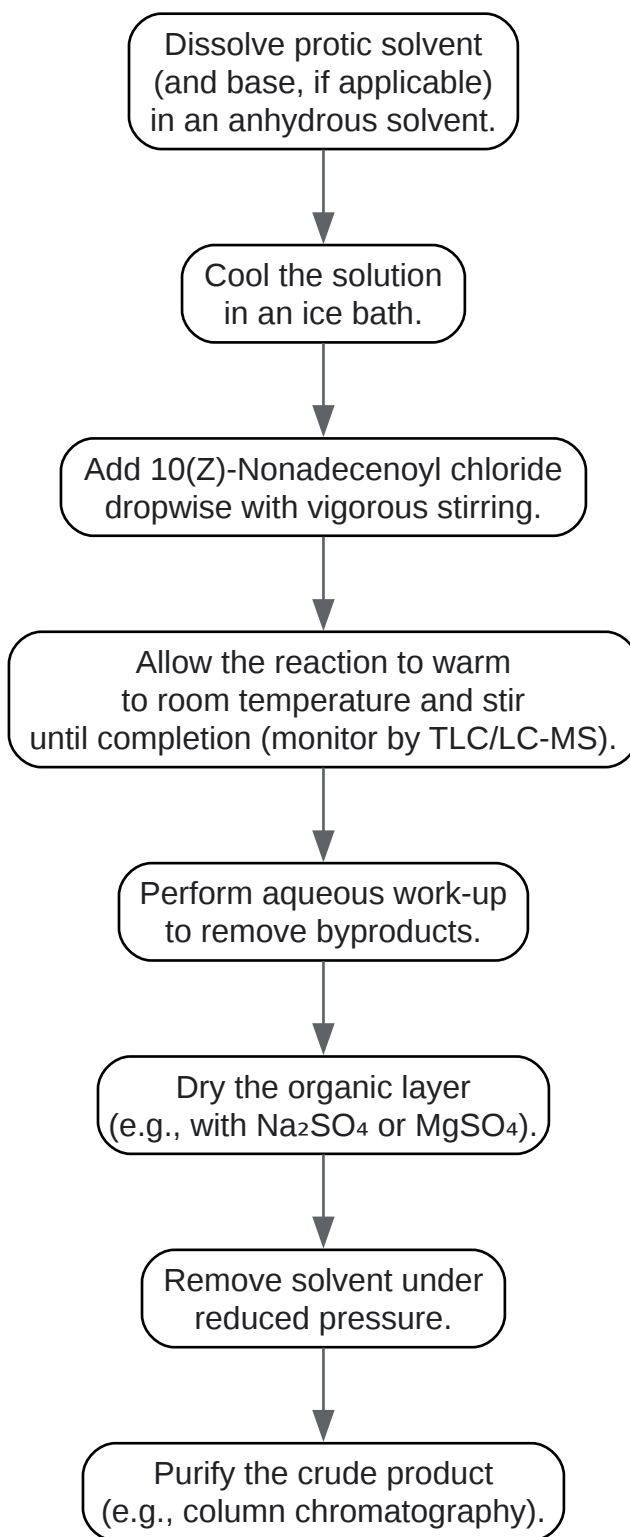 Dissolve protic solvent
(and base, if applicable)
in an anhydrous solvent.
Cool the solution
in an ice bath.
Add 10(Z)-Nonadecenoyl chloride
dropwise with vigorous stirring.
Allow the reaction to warm
to room temperature and stir
until completion (monitor by TLC/LC-MS).
Perform aqueous work-up
to remove byproducts.
Dry the organic layer
(e.g., with Na₂SO₄ or MgSO₄).
Remove solvent under
reduced pressure.
Purify the crude product
(e.g., column chromatography).